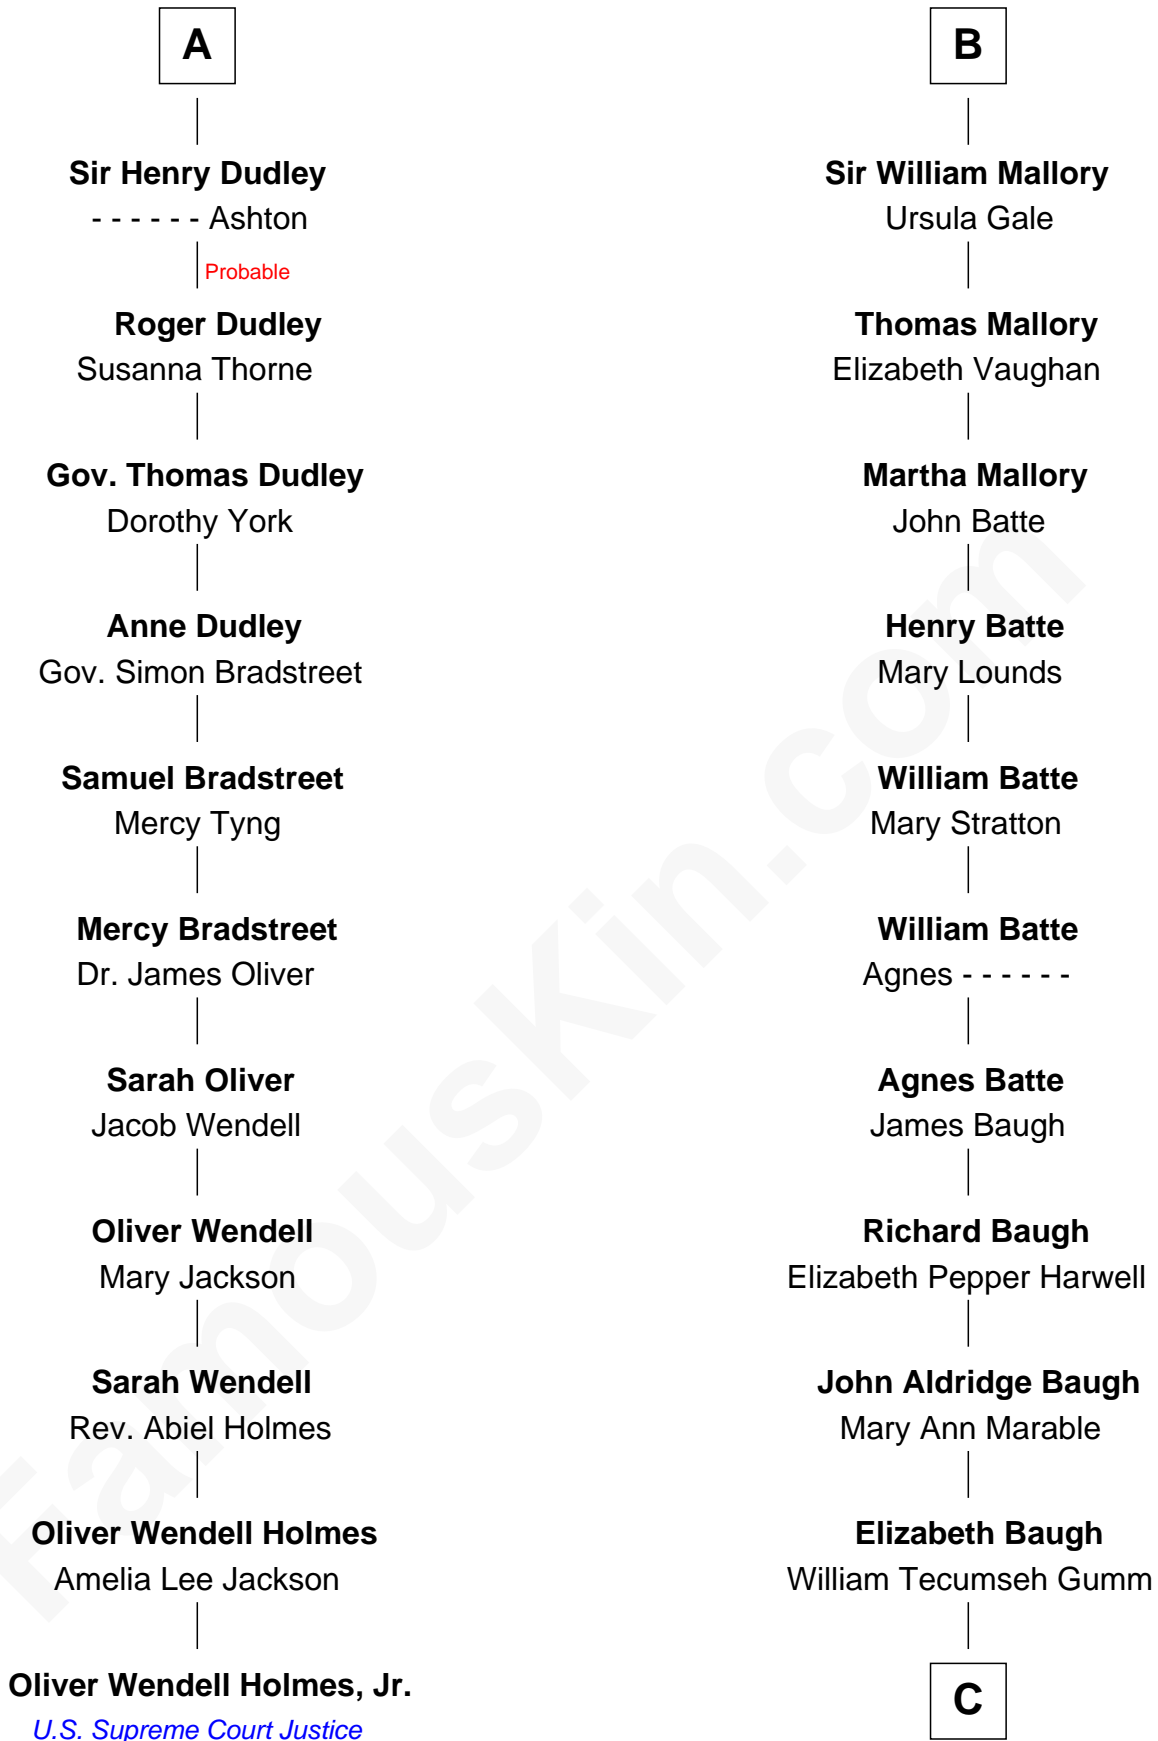 A
Sir Henry Dudley
- - - - - - Ashton
Probable
Roger Dudley
Susanna Thorne
Gov. Thomas Dudley
Dorothy York
Anne Dudley
Gov. Simon Bradstreet
Samuel Bradstreet
Mercy Tyng
Mercy Bradstreet
Dr. James Oliver
Sarah Oliver
Jacob Wendell
Oliver Wendell
Mary Jackson
Sarah Wendell
Rev. Abiel Holmes
Oliver Wendell Holmes
Amelia Lee Jackson
Oliver Wendell Holmes, Jr.
U.S. Supreme Court Justice
B
Sir William Mallory
Ursula Gale
Thomas Mallory
Elizabeth Vaughan
Martha Mallory
John Batte
Henry Batte
Mary Lounds
William Batte
Mary Stratton
William Batte
Agnes - - - - - -
Agnes Batte
James Baugh
Richard Baugh
Elizabeth Pepper Harwell
John Aldridge Baugh
Mary Ann Marable
Elizabeth Baugh
William Tecumseh Gumm
C
FamousKin.com